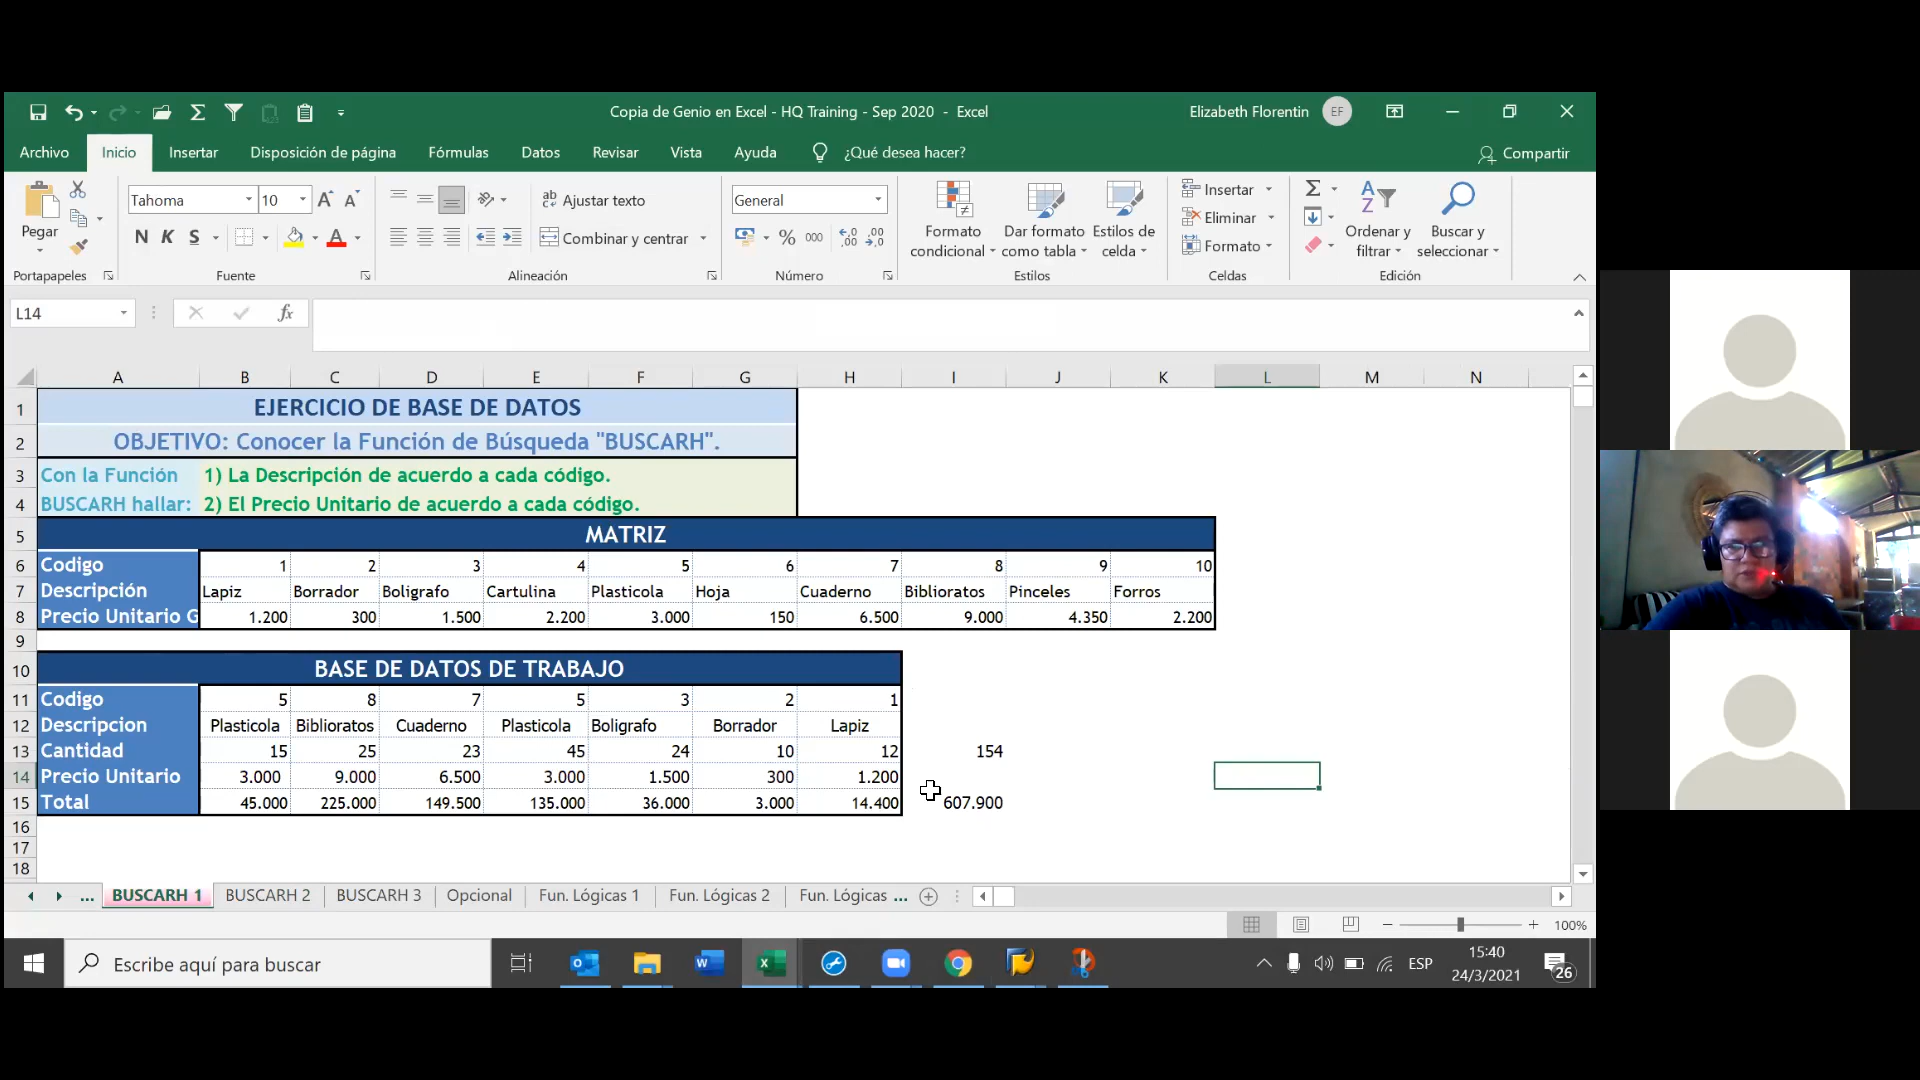 Copia de Genio en Excel - HQ Training - Sep 2020 - Excel
Elizabeth Florentin EF
Archivo Inicio Insertar Disposición de página Fórmulas Datos Revisar Vista Ayuda ¿Qué desea hacer? Compartir
Pegar
Portapapeles
Tahoma 10
N K S
Fuente
Ajustar texto
Combinar y centrar
Alineación
General
% 000
Número
Formato condicional
Dar formato como tabla
Estilos de celda
Estilos
Insertar
Eliminar
Formato
Celdas
Ordenar y filtrar
Buscar y seleccionar
Edición
L14 fx
A B C D E F G H I J K L M N
1 EJERCICIO DE BASE DE DATOS
2 OBJETIVO: Conocer la Función de Búsqueda "BUSCARH".
3 Con la Función 1) La Descripción de acuerdo a cada código.
4 BUSCARH hallar: 2) El Precio Unitario de acuerdo a cada código.
5 MATRIZ
6 Codigo 1 2 3 4 5 6 7 8 9 10
7 Descripción Lapiz Borrador Boligrafo Cartulina Plasticola Hoja Cuaderno Biblioratos Pinceles Forros
8 Precio Unitario G 1.200 300 1.500 2.200 3.000 150 6.500 9.000 4.350 2.200
9
10 BASE DE DATOS DE TRABAJO
11 Codigo 5 8 7 5 3 2 1
12 Descripcion Plasticola Biblioratos Cuaderno Plasticola Boligrafo Borrador Lapiz
13 Cantidad 15 25 23 45 24 10 12 154
14 Precio Unitario 3.000 9.000 6.500 3.000 1.500 300 1.200
15 Total 45.000 225.000 149.500 135.000 36.000 3.000 14.400 607.900
16
17
18
... BUSCARH 1 BUSCARH 2 BUSCARH 3 Opcional Fun. Lógicas 1 Fun. Lógicas 2 Fun. Lógicas ...
100%
Escribe aquí para buscar
ESP
15:40
24/3/2021
26